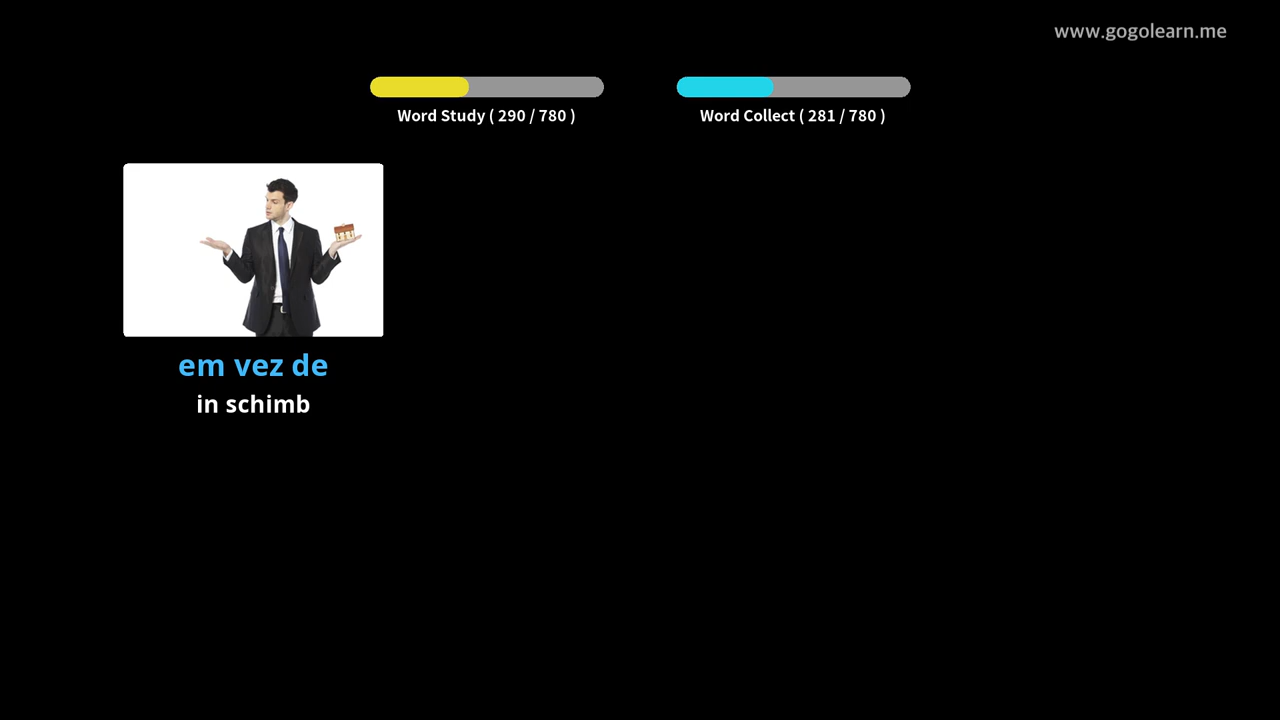 www.gogolearn.me
Word Study ( 290 / 780 )
Word Collect ( 281 / 780 )
em vez de
in schimb